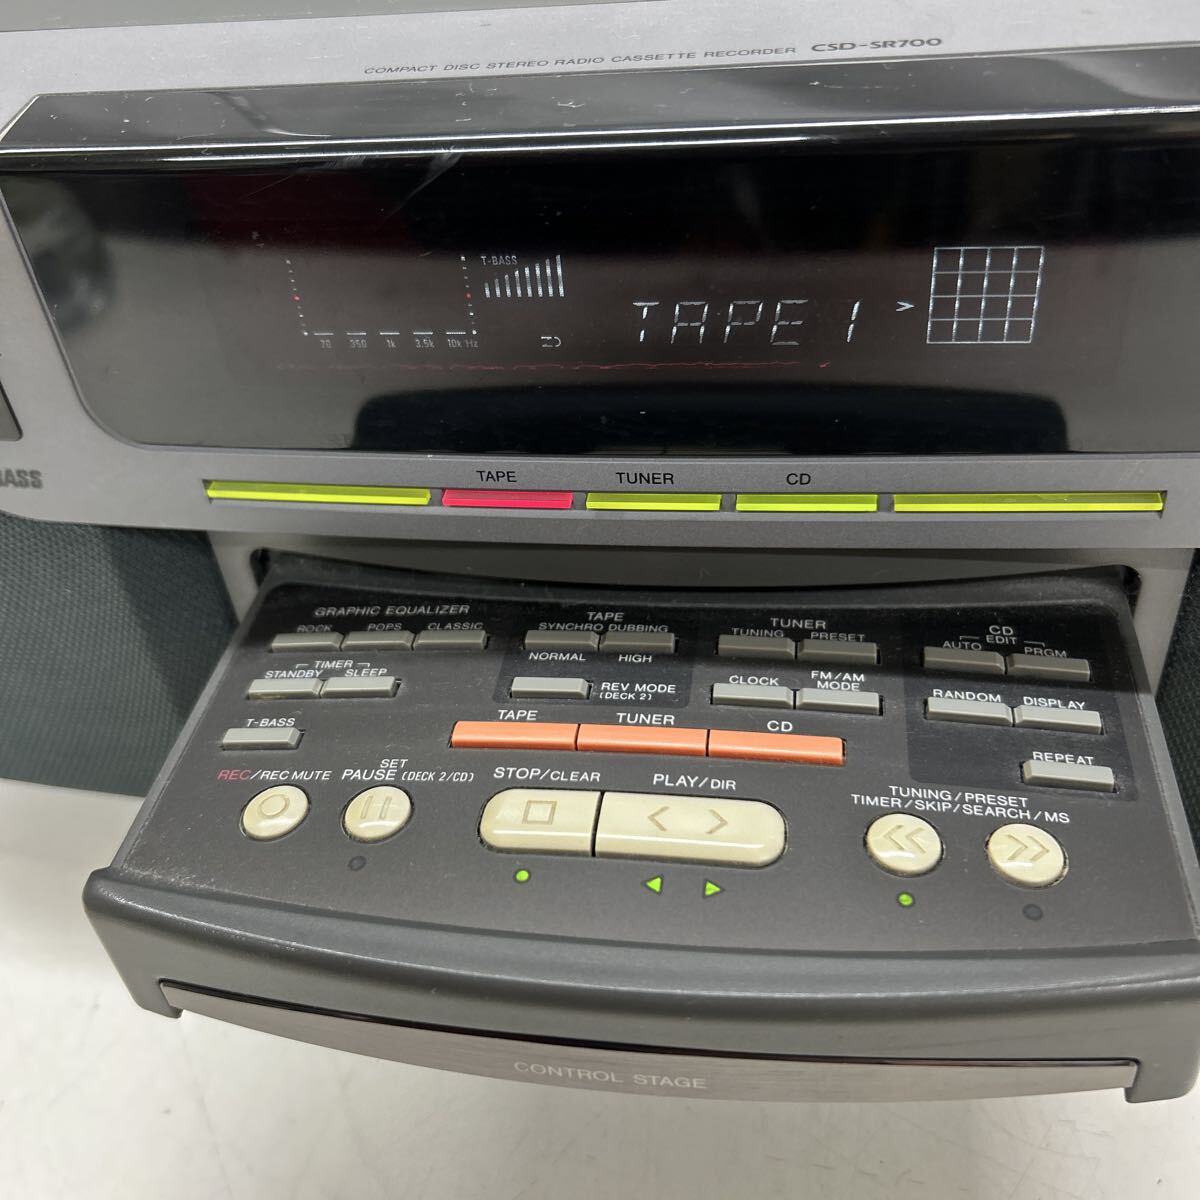 COMPACT DISC STEREO RADIO CASSETTE RECORDER CSD-SR700
T-BASS
TAPE 1 >
70 350 1k 3.5k 10k Hz
BASS
TAPE TUNER CD
GRAPHIC EQUALIZER
ROCK POPS CLASSIC
TIMER
STANDBY SLEEP
T-BASS
TAPE
SYNCHRO DUBBING
NORMAL HIGH
REV MODE
(DECK 2)
TUNER
TUNING PRESET
CLOCK FM/AM
MODE
CD
EDIT
AUTO PRGM
RANDOM DISPLAY
REPEAT
TAPE TUNER CD
REC/REC MUTE
SET
PAUSE (DECK 2/CD)
STOP/CLEAR
PLAY/DIR
TUNING/PRESET
TIMER/SKIP/SEARCH/MS
CONTROL STAGE